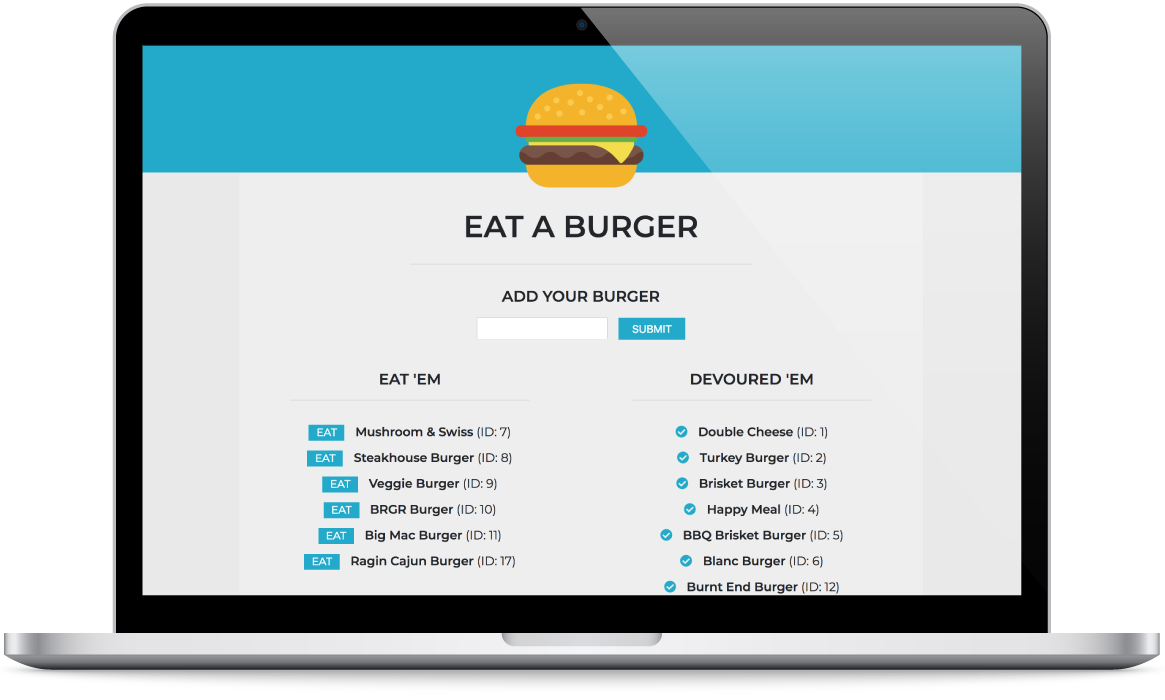 EAT A BURGER
ADD YOUR BURGER
SUBMIT
EAT 'EM
EAT Mushroom & Swiss (ID: 7)
EAT Steakhouse Burger (ID: 8)
EAT Veggie Burger (ID: 9)
EAT BRGR Burger (ID: 10)
EAT Big Mac Burger (ID: 11)
EAT Ragin Cajun Burger (ID: 17)
DEVOURED 'EM
Double Cheese (ID: 1)
Turkey Burger (ID: 2)
Brisket Burger (ID: 3)
Happy Meal (ID: 4)
BBQ Brisket Burger (ID: 5)
Blanc Burger (ID: 6)
Burnt End Burger (ID: 12)